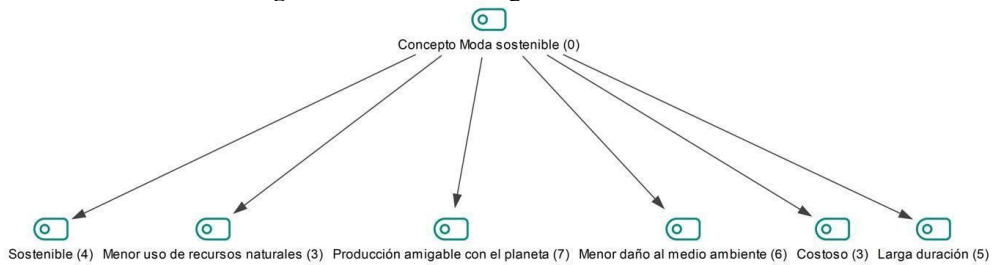 Concepto Moda sostenible (0)
Sostenible (4) Menor uso de recursos naturales (3) Producción amigable con el planeta (7) Menor daño al medio ambiente (6) Costoso (3) Larga duración (5)